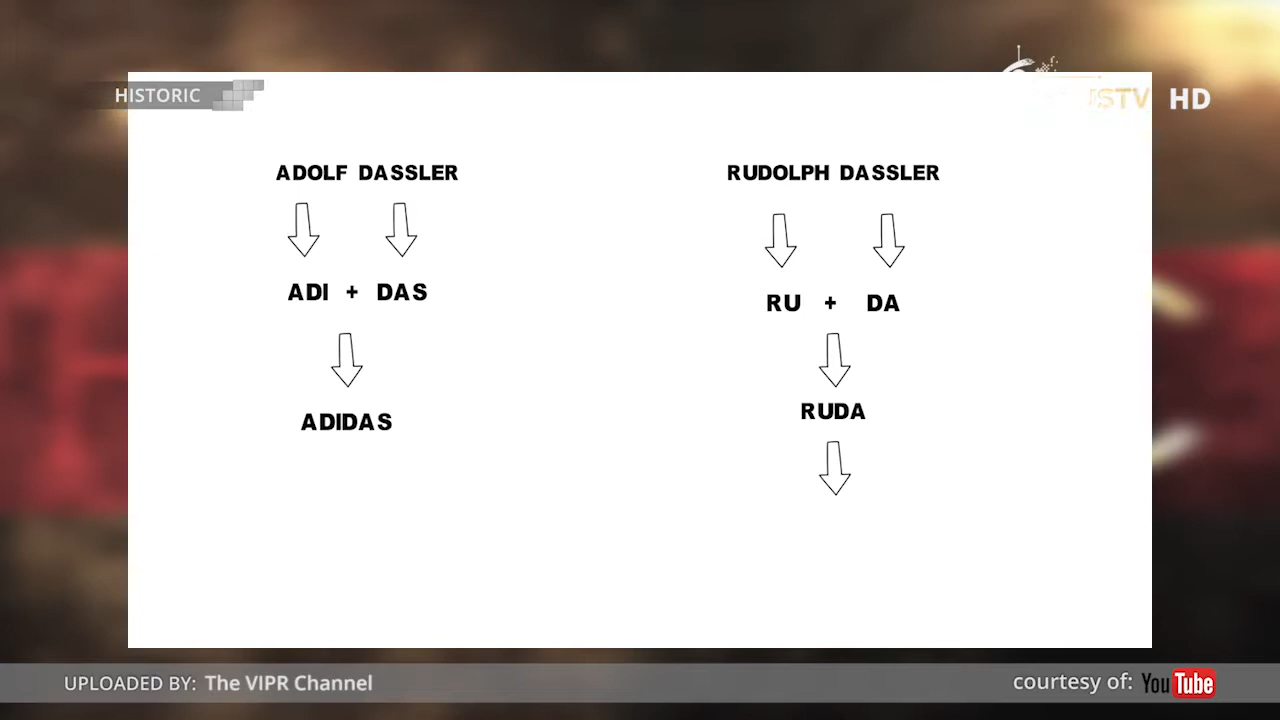 HISTORIC
STV HD
ADOLF DASSLER
RUDOLPH DASSLER
ADI + DAS
RU + DA
RUDA
ADIDAS
UPLOADED BY: The VIPR Channel
courtesy of: YouTube